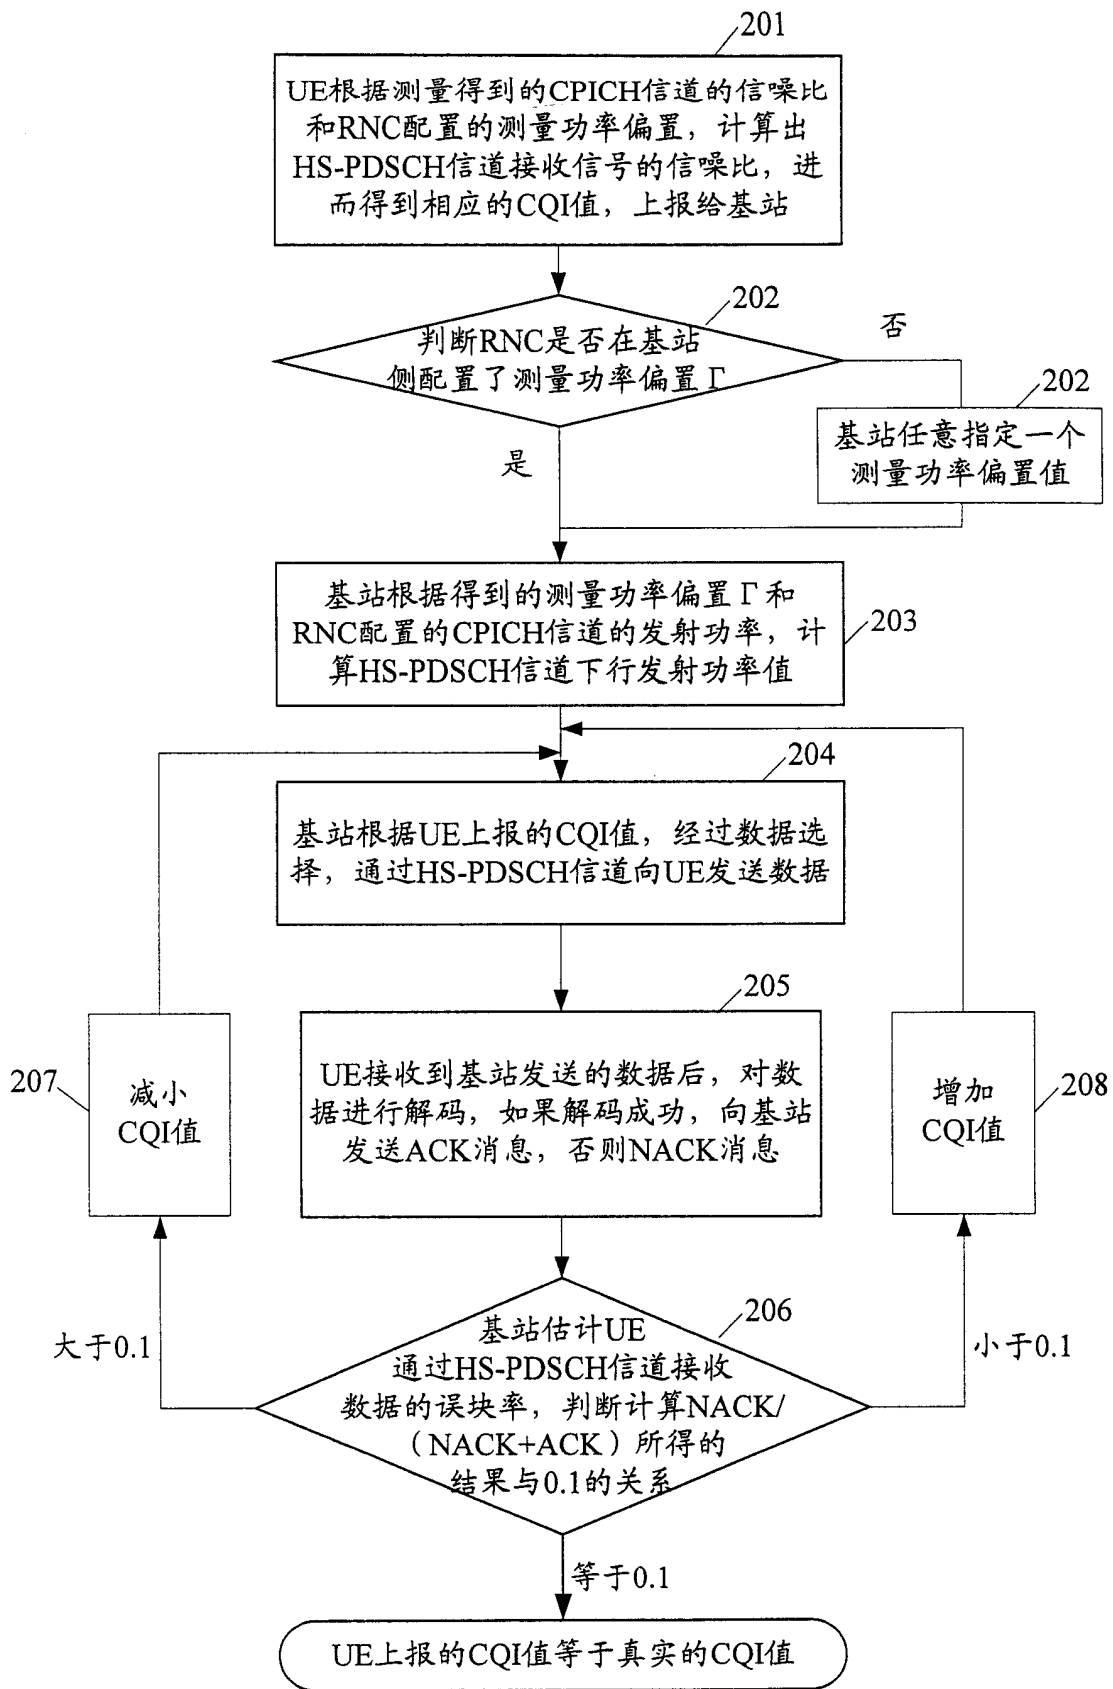 201
UE根据测量得到的CPICH信道的信噪比
和RNC配置的测量功率偏置，计算出
HS-PDSCH信道接收信号的信噪比，进
而得到相应的CQI值，上报给基站
202
判断RNC是否在基站
侧配置了测量功率偏置Γ
否
202
基站任意指定一个
测量功率偏置值
是
基站根据得到的测量功率偏置Γ和
RNC配置的CPICH信道的发射功率，计
算HS-PDSCH信道下行发射功率值
203
204
基站根据UE上报的CQI值，经过数据选
择，通过HS-PDSCH信道向UE发送数据
205
UE接收到基站发送的数据后，对数
据进行解码，如果解码成功，向基站
发送ACK消息，否则NACK消息
207
减小
CQI值
增加
CQI值
208
206
基站估计UE
通过HS-PDSCH信道接收
数据的误块率，判断计算NACK/
（NACK+ACK）所得的
结果与0.1的关系
大于0.1
小于0.1
等于0.1
UE上报的CQI值等于真实的CQI值